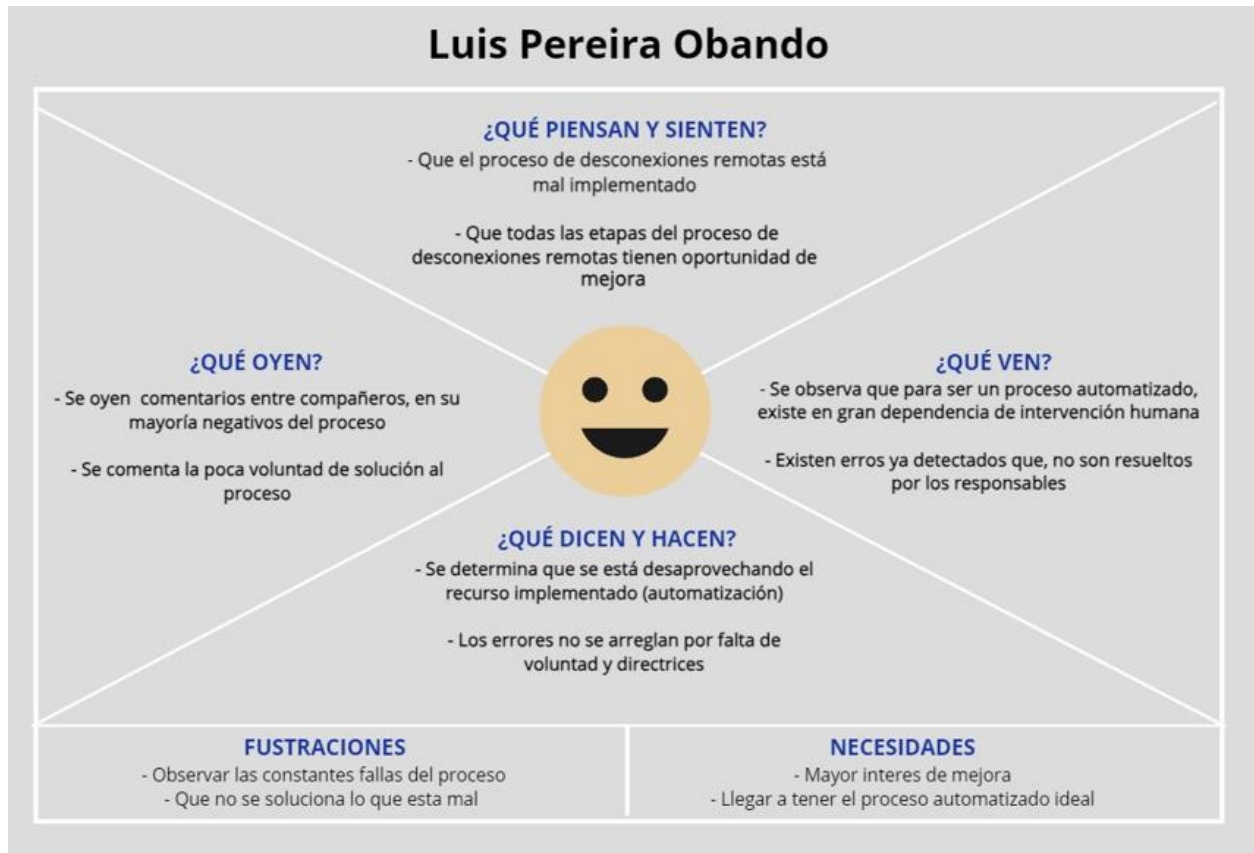 Luis Pereira Obando
¿QUÉ PIENSAN Y SIENTEN?
- Que el proceso de desconexiones remotas está
mal implementado
- Que todas las etapas del proceso de
desconexiones remotas tienen oportunidad de
mejora
¿QUÉ OYEN?
- Se oyen comentarios entre compañeros, en su
mayoría negativos del proceso
- Se comenta la poca voluntad de solución al
proceso
¿QUÉ VEN?
- Se observa que para ser un proceso automatizado,
existe en gran dependencia de intervención humana
- Existen erros ya detectados que, no son resueltos
por los responsables
¿QUÉ DICEN Y HACEN?
- Se determina que se está desaprovechando el
recurso implementado (automatización)
- Los errores no se arreglan por falta de
voluntad y directrices
FUSTRACIONES
- Observar las constantes fallas del proceso
- Que no se soluciona lo que esta mal
NECESIDADES
- Mayor interes de mejora
- Llegar a tener el proceso automatizado ideal